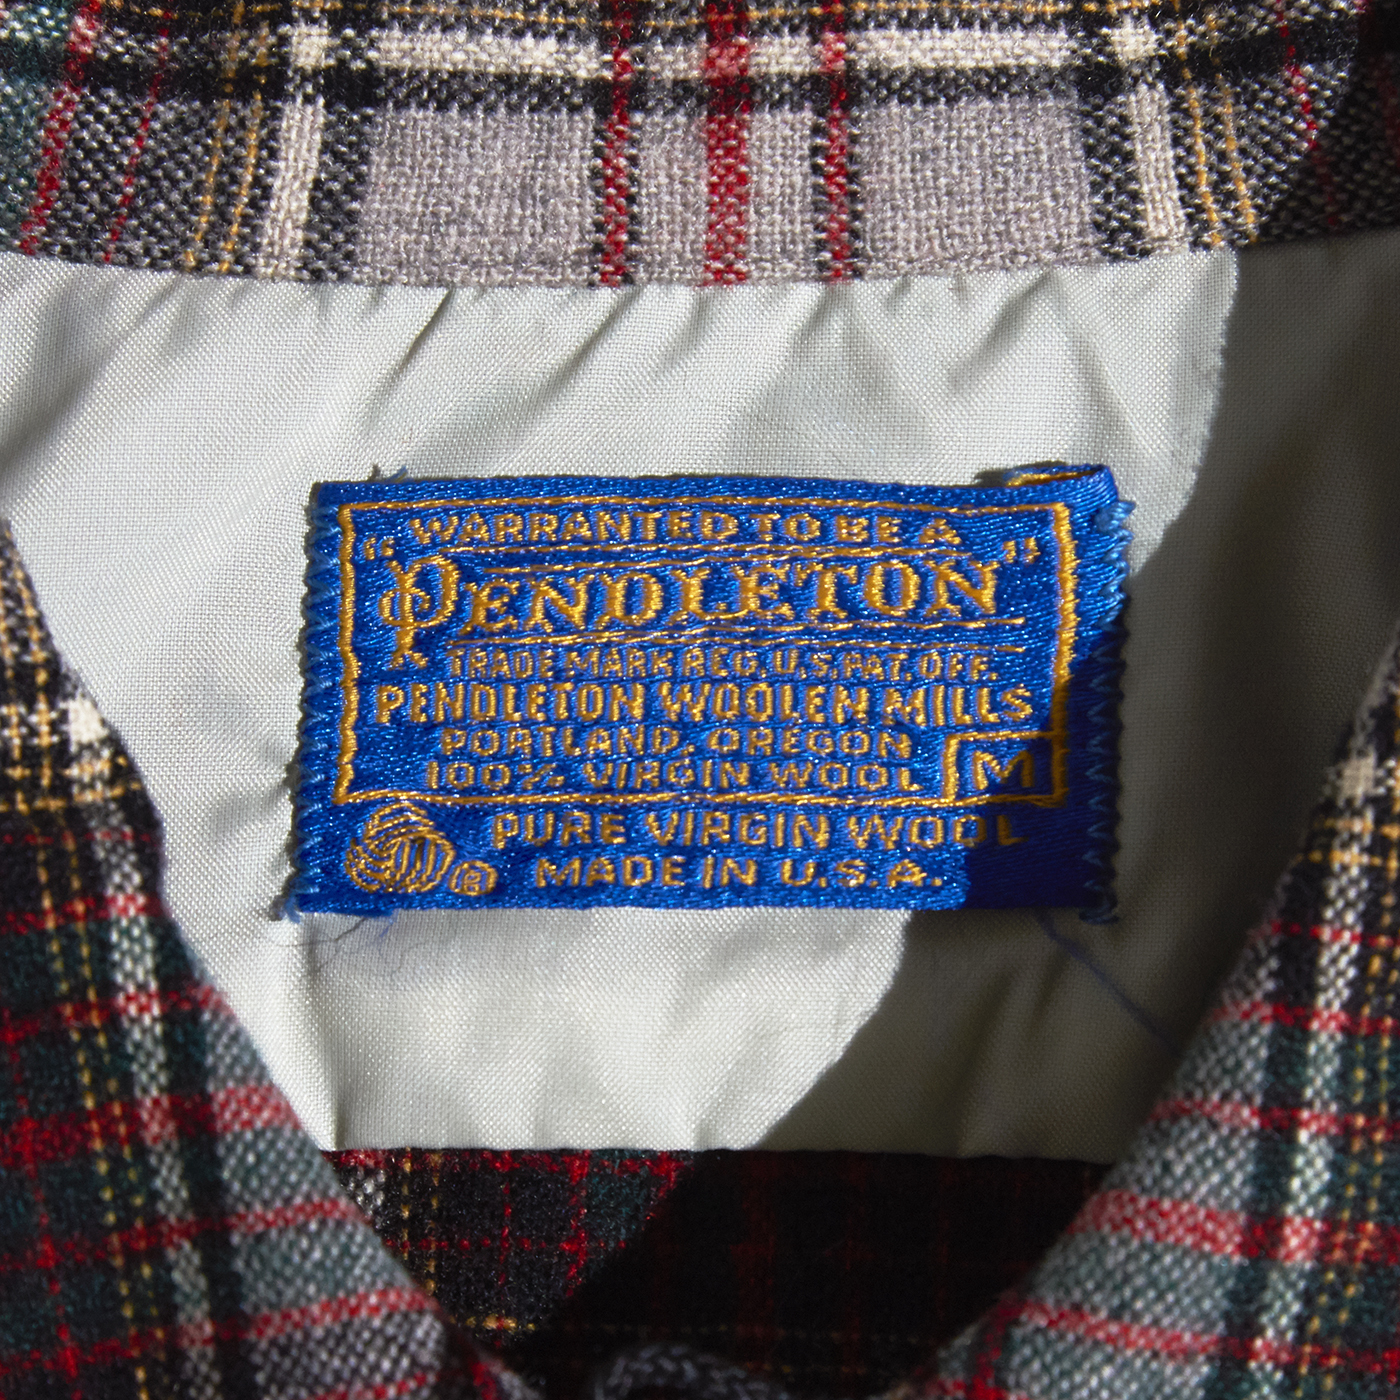 WARRANTED TO BE A
"PENDLETON"
TRADE MARK REG. U.S. PAT. OFF.
PENDLETON WOOLEN MILLS
PORTLAND, OREGON
100% VIRGIN WOOL M
PURE VIRGIN WOOL
® MADE IN U.S.A.